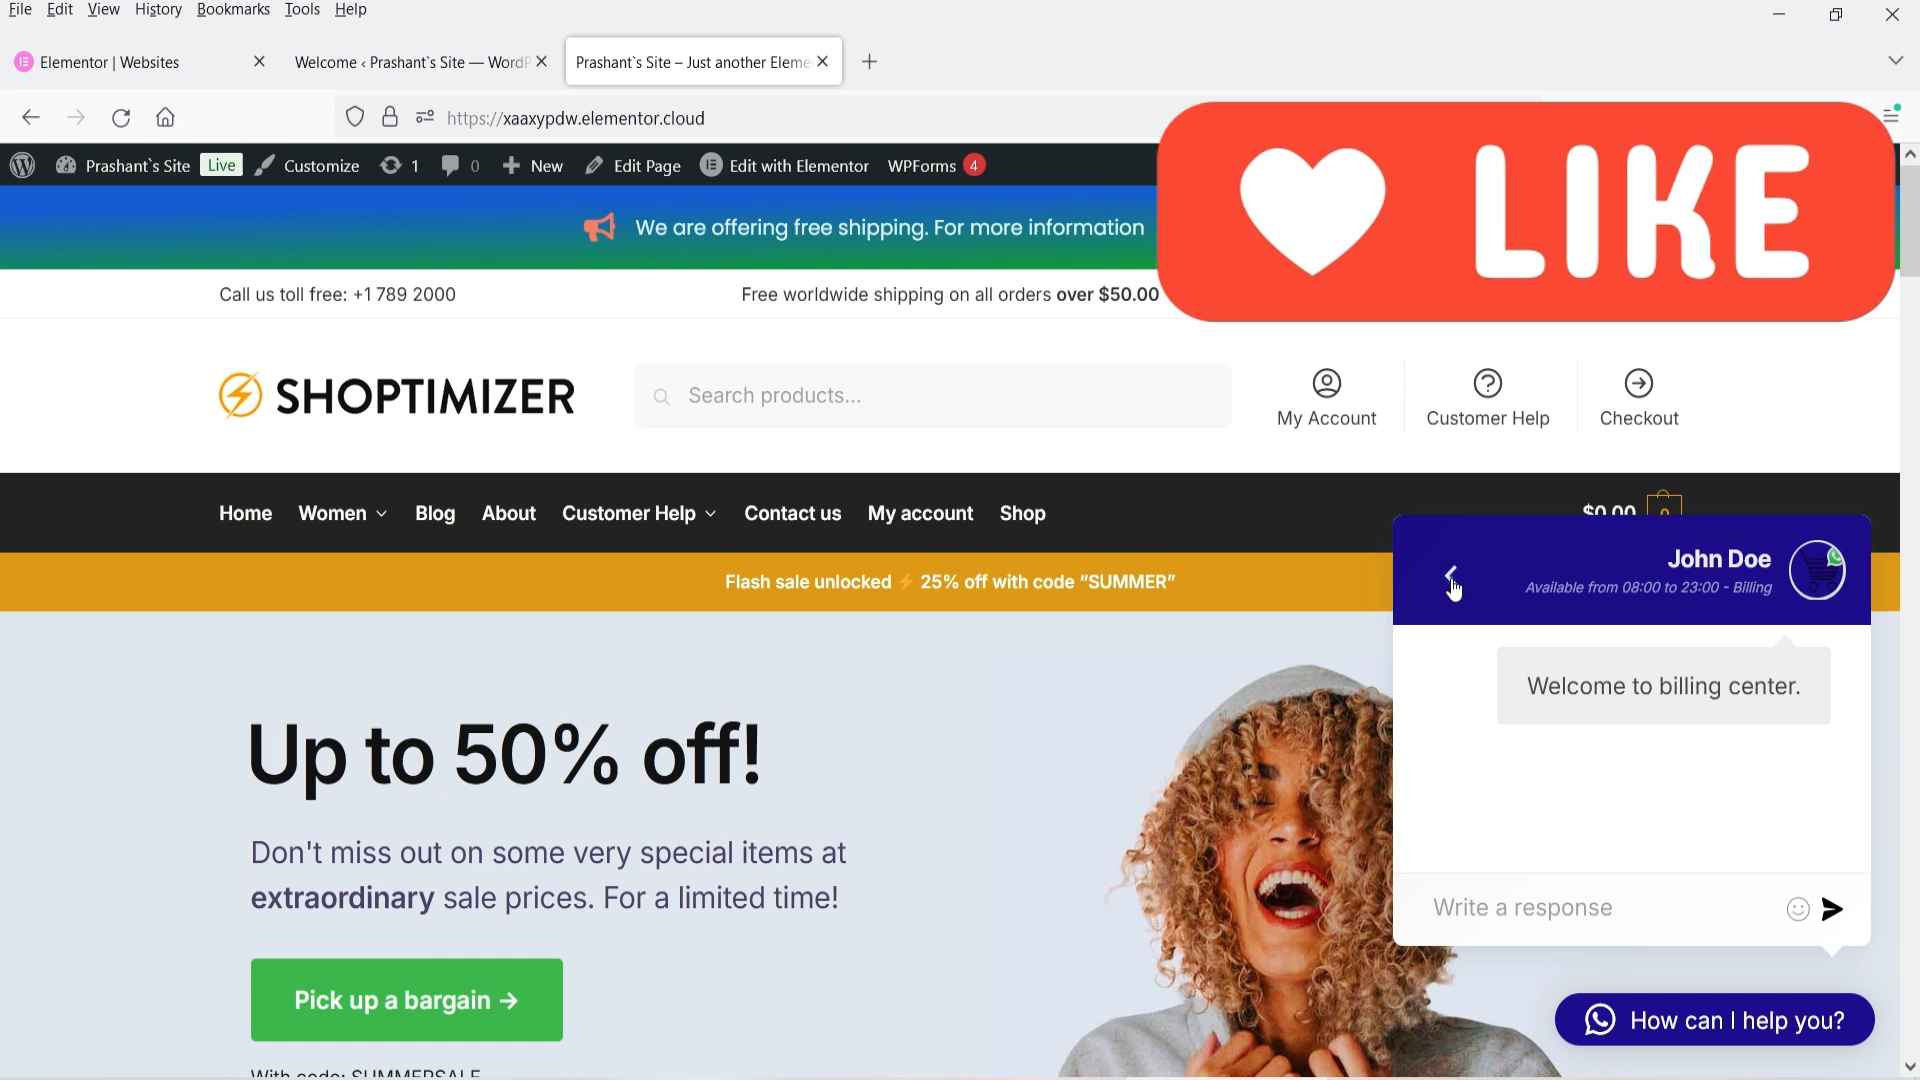 File Edit View History Bookmarks Tools Help
Elementor | Websites
Welcome ‹ Prashant`s Site — WordP
Prashant`s Site – Just another Eleme
https://xaaxypdw.elementor.cloud
LIKE
Prashant`s Site Live Customize 1 0 New Edit Page Edit with Elementor WPForms 4
We are offering free shipping. For more information
Call us toll free: +1 789 2000
Free worldwide shipping on all orders over $50.00
SHOPTIMIZER
Search products...
My Account
Customer Help
Checkout
Home Women Blog About Customer Help Contact us My account Shop
$0.00 0
Flash sale unlocked ⚡ 25% off with code “SUMMER”
John Doe
Available from 08:00 to 23:00 - Billing
Welcome to billing center.
Write a response
How can I help you?
Up to 50% off!
Don't miss out on some very special items at
extraordinary sale prices. For a limited time!
Pick up a bargain →
With code: SUMMERSALE